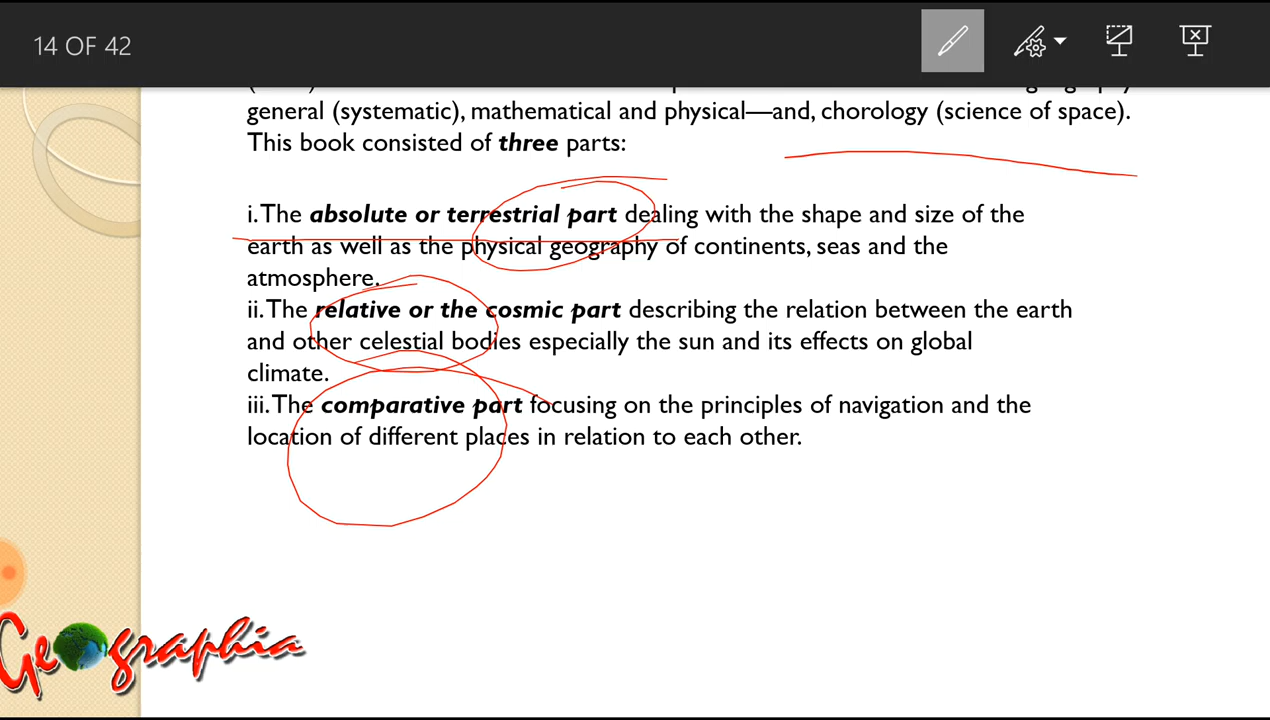 14 OF 42
general (systematic), mathematical and physical—and, chorology (science of space).
This book consisted of three parts:
i.The absolute or terrestrial part dealing with the shape and size of the
earth as well as the physical geography of continents, seas and the
atmosphere.
ii.The relative or the cosmic part describing the relation between the earth
and other celestial bodies especially the sun and its effects on global
climate.
iii.The comparative part focusing on the principles of navigation and the
location of different places in relation to each other.
Geographia